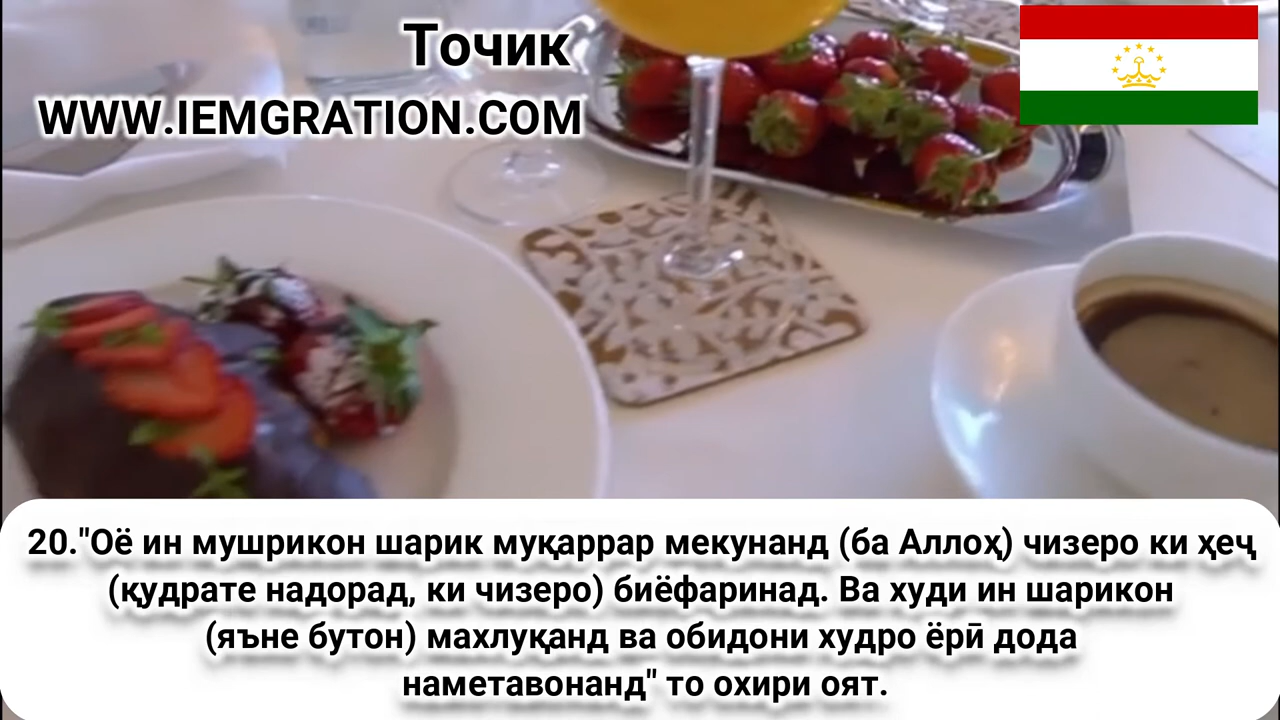 Точик
WWW.IEMGRATION.COM
20."Оё ин мушрикон шарик муқаррар мекунанд (ба Аллоҳ) чизеро ки ҳеҷ
(қудрате надорад, ки чизеро) биёфаринад. Ва худи ин шарикон
(яъне бутон) махлуқанд ва обидони худро ёрӣ дода
наметавонанд" то охири оят.